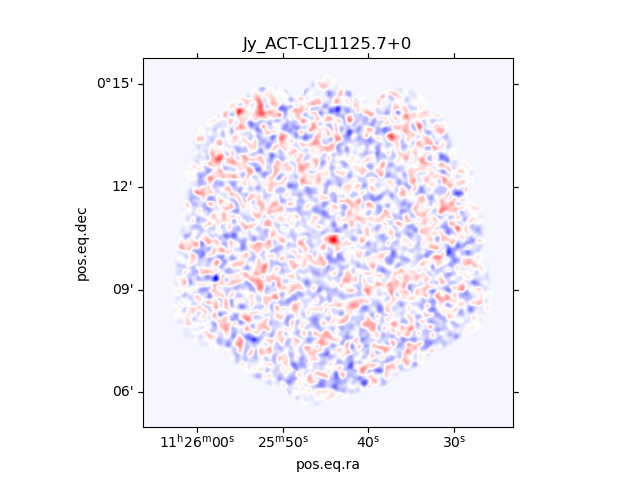 Jy_ACT-CLJ1125.7+0
0°15'
12'
09'
06'
pos.eq.dec
11ʰ26ᵐ00ˢ 25ᵐ50ˢ 40ˢ 30ˢ
pos.eq.ra